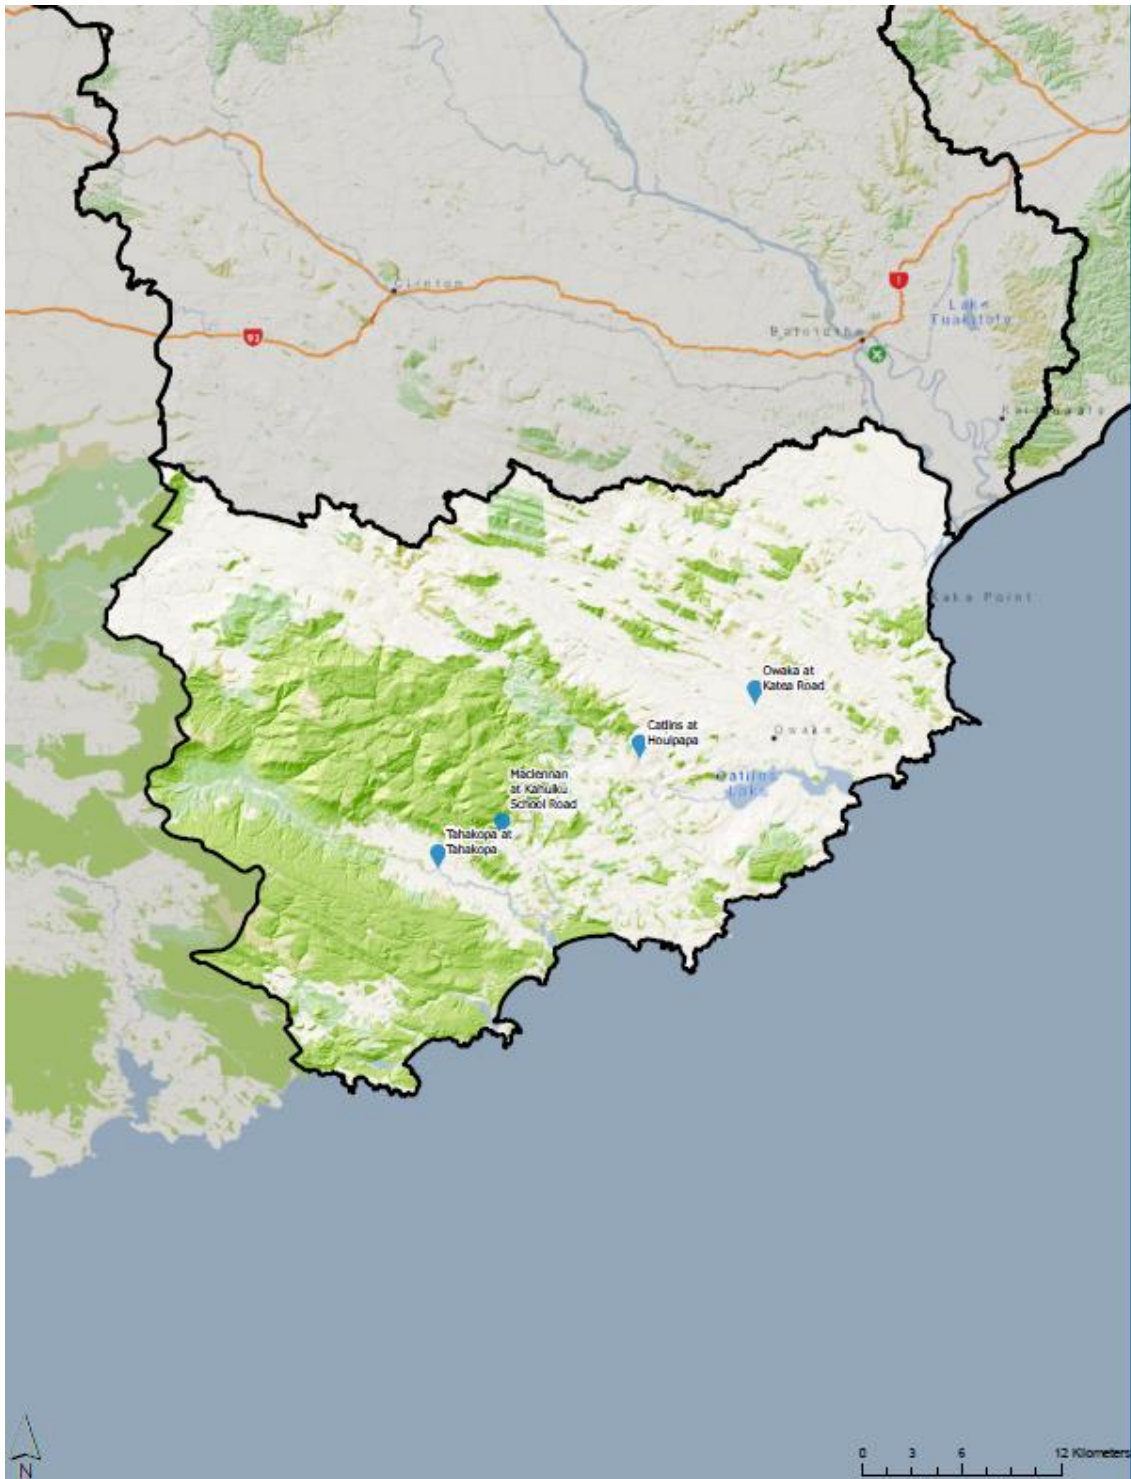 Clinton
1
Lake
Tuakitoto
93
Balclutha
Kaka Point
Owaka at
Katea Road
Catlins at
Houipapa
Owaka
Catlins
Lake
Maclennan
at Kahuiku
School Road
Tahakopa at
Tahakopa
N
0 3 6 12 Kilometers